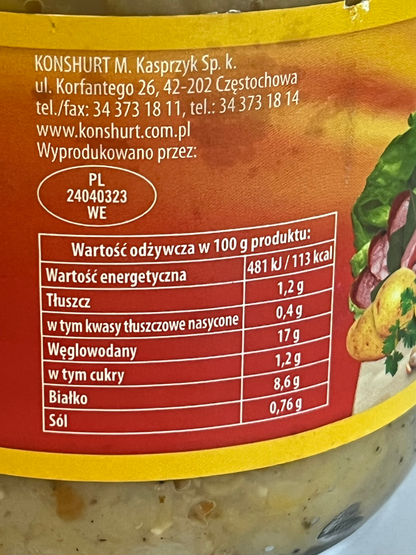 KONSHURT M. Kasprzyk Sp. k.
ul. Korfantego 26, 42-202 Częstochowa
tel./fax: 34 373 18 11, tel.: 34 373 18 14
www.konshurt.com.pl
Wyprodukowano przez:
PL
24040323
WE
Wartość odżywcza w 100 g produktu:
Wartość energetyczna 481 kJ / 113 kcal
Tłuszcz 1,2 g
w tym kwasy tłuszczowe nasycone 0,4 g
Węglowodany 17 g
w tym cukry 1,2 g
Białko 8,6 g
Sól 0,76 g